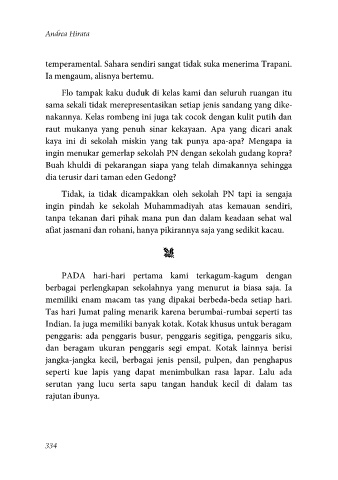 Andrea Hirata
temperamental. Sahara sendiri sangat tidak suka menerima Trapani.
Ia mengaum, alisnya bertemu.
Flo tampak kaku duduk di kelas kami dan seluruh ruangan itu
sama sekali tidak merepresentasikan setiap jenis sandang yang dike-
nakannya. Kelas rombeng ini juga tak cocok dengan kulit putih dan
raut mukanya yang penuh sinar kekayaan. Apa yang dicari anak
kaya ini di sekolah miskin yang tak punya apa-apa? Mengapa ia
ingin menukar gemerlap sekolah PN dengan sekolah gudang kopra?
Buah khuldi di pekarangan siapa yang telah dimakannya sehingga
dia terusir dari taman eden Gedong?
Tidak, ia tidak dicampakkan oleh sekolah PN tapi ia sengaja
ingin pindah ke sekolah Muhammadiyah atas kemauan sendiri,
tanpa tekanan dari pihak mana pun dan dalam keadaan sehat wal
afiat jasmani dan rohani, hanya pikirannya saja yang sedikit kacau.
PADA hari-hari pertama kami terkagum-kagum dengan
berbagai perlengkapan sekolahnya yang menurut ia biasa saja. Ia
memiliki enam macam tas yang dipakai berbeda-beda setiap hari.
Tas hari Jumat paling menarik karena berumbai-rumbai seperti tas
Indian. Ia juga memiliki banyak kotak. Kotak khusus untuk beragam
penggaris: ada penggaris busur, penggaris segitiga, penggaris siku,
dan beragam ukuran penggaris segi empat. Kotak lainnya berisi
jangka-jangka kecil, berbagai jenis pensil, pulpen, dan penghapus
seperti kue lapis yang dapat menimbulkan rasa lapar. Lalu ada
serutan yang lucu serta sapu tangan handuk kecil di dalam tas
rajutan ibunya.
334